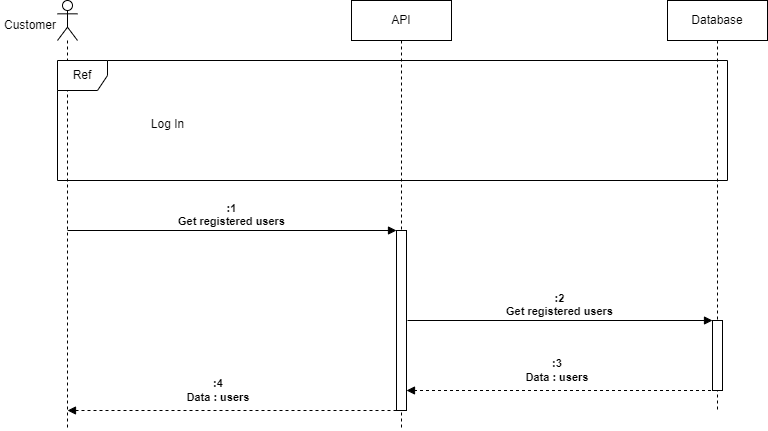 Customer
API
Database
Ref
Log In
:1
Get registered users
:2
Get registered users
:3
Data : users
:4
Data : users